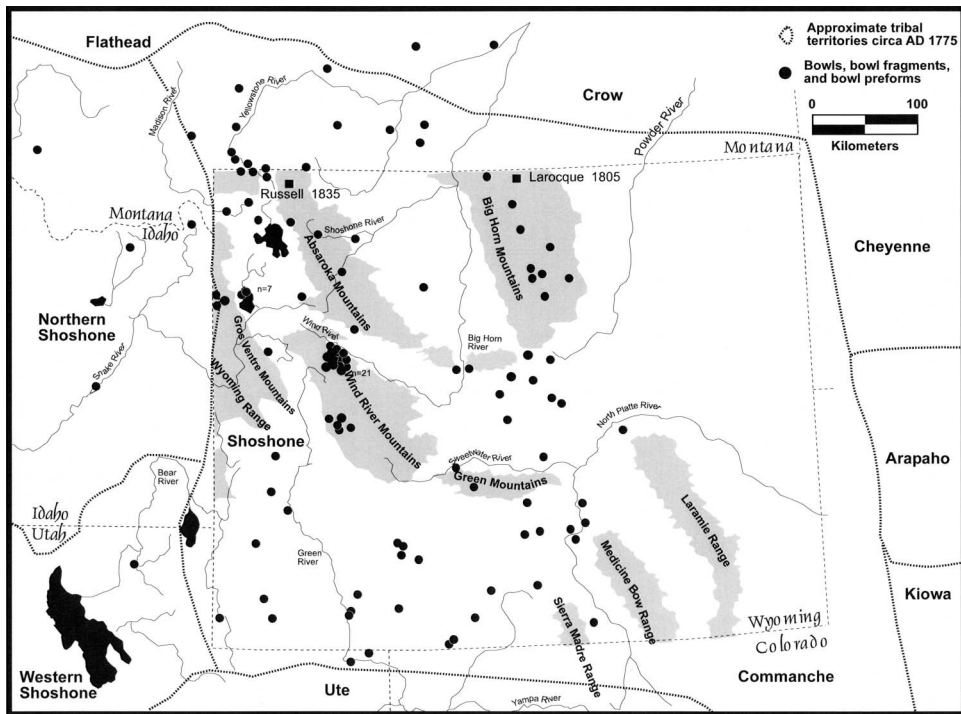 Flathead
Approximate tribal
territories circa AD 1775
Bowls, bowl fragments,
and bowl preforms
0 100
Kilometers
Crow
Madison River
Yellowstone River
Powder River
Montana
Russell 1835
Larocque 1805
Montana
Idaho
Shoshone River
Absaroka Mountains
Big Horn Mountains
Cheyenne
n=7
Northern
Shoshone
Snake River
Gros Ventre Mountains
Wyoming Range
Wind River
Big Horn
River
n=21
Wind River Mountains
North Platte River
Shoshone
Sweetwater River
Green Mountains
Arapaho
Bear
River
Idaho
Utah
Green
River
Laramie Range
Medicine Bow Range
Sierra Madre Range
Kiowa
Wyoming
Colorado
Western
Shoshone
Ute
Commanche
Yampa River